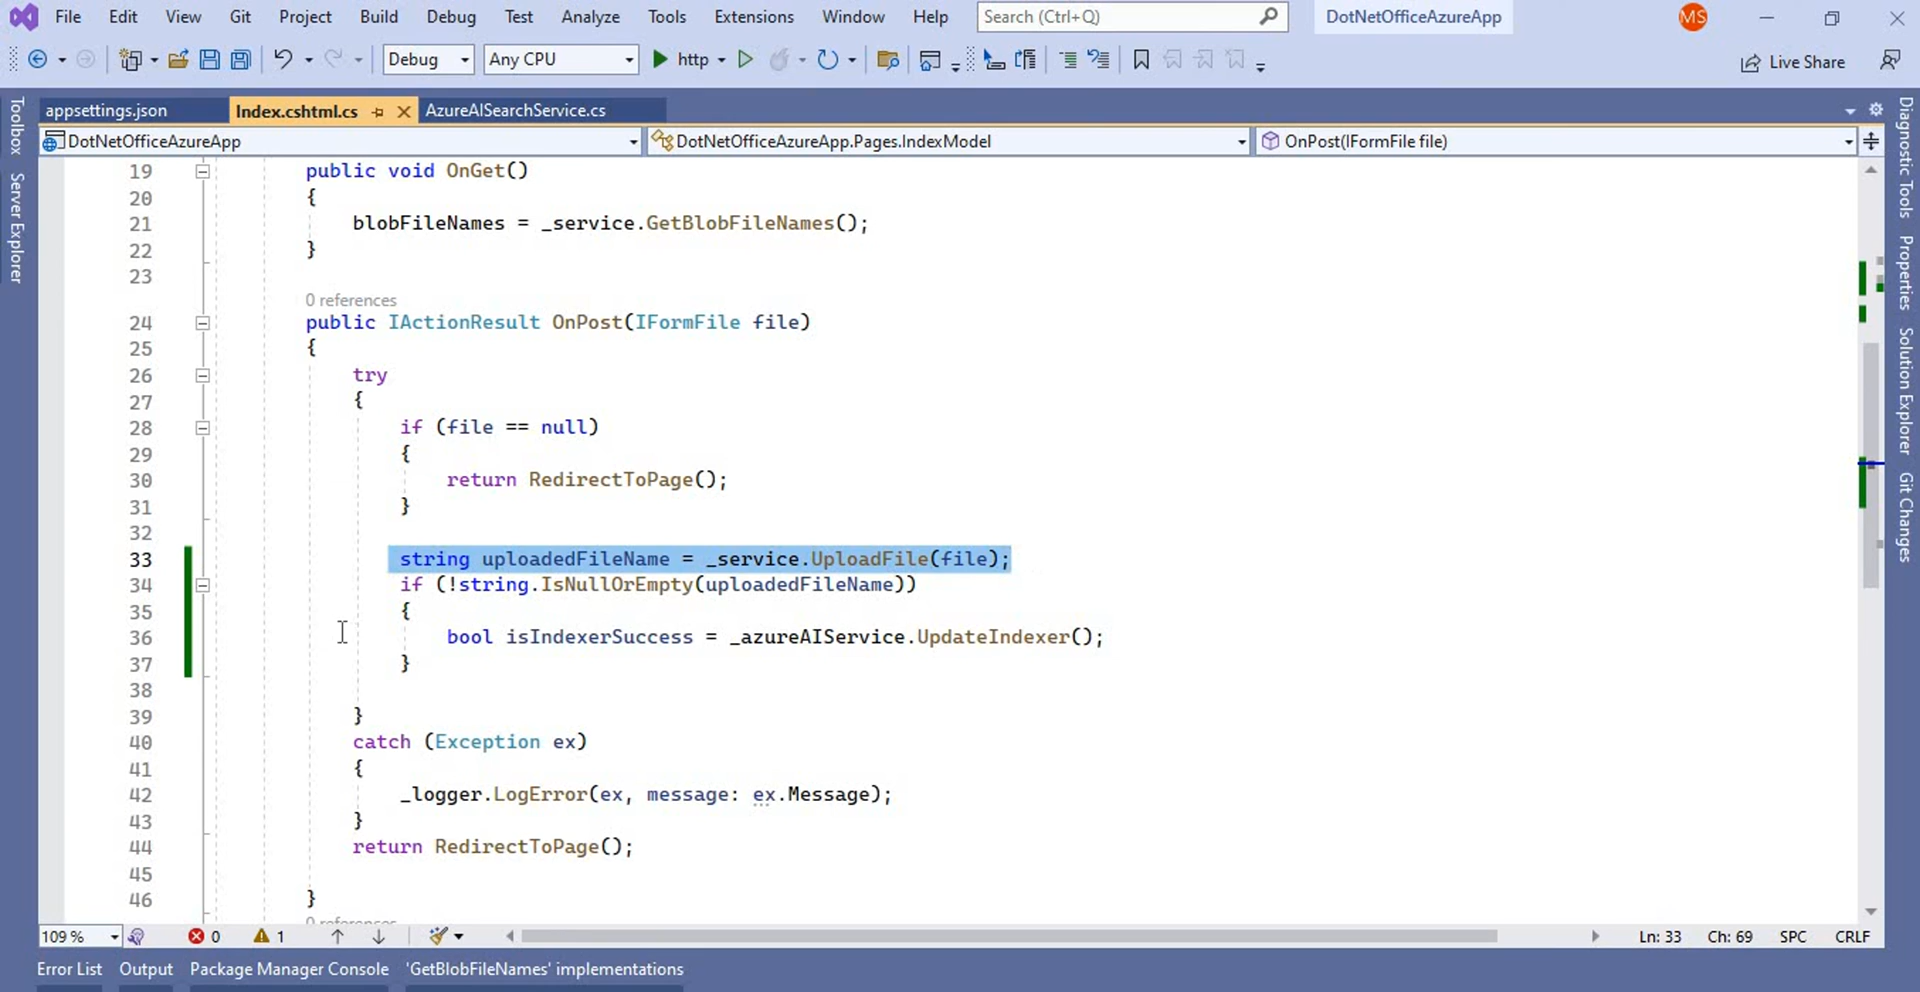 File Edit View Git Project Build Debug Test Analyze Tools Extensions Window Help Search (Ctrl+Q) DotNetOfficeAzureApp MS
Debug Any CPU http Live Share
appsettings.json Index.cshtml.cs AzureAISearchService.cs
DotNetOfficeAzureApp DotNetOfficeAzureApp.Pages.IndexModel OnPost(IFormFile file)
Toolbox
Server Explorer
19 public void OnGet()
20 {
21 blobFileNames = _service.GetBlobFileNames();
22 }
23
0 references
24 public IActionResult OnPost(IFormFile file)
25 {
26 try
27 {
28 if (file == null)
29 {
30 return RedirectToPage();
31 }
32
33 string uploadedFileName = _service.UploadFile(file);
34 if (!string.IsNullOrEmpty(uploadedFileName))
35 {
36 bool isIndexerSuccess = _azureAIService.UpdateIndexer();
37 }
38
39 }
40 catch (Exception ex)
41 {
42 _logger.LogError(ex, message: ex.Message);
43 }
44 return RedirectToPage();
45
46 }
0 references
Diagnostic Tools
Properties
Solution Explorer
Git Changes
109 % 0 1 Ln: 33 Ch: 69 SPC CRLF
Error List Output Package Manager Console 'GetBlobFileNames' implementations